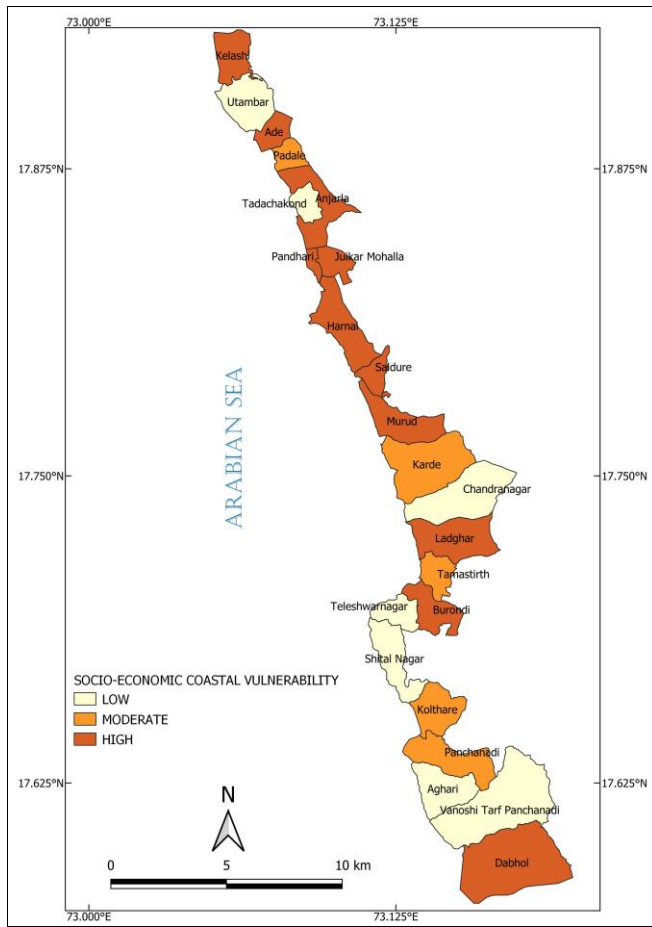 73.000°E
73.125°E
Kelashi
Utambar
Ade
Padale
17.875°N
17.875°N
Anjarla
Tadachakond
Pandhari
Juikar Mohalla
Harnai
Saldure
ARABIAN SEA
Murud
Karde
17.750°N
17.750°N
Chandranagar
Ladghar
Tamastirth
Teleshwarnagar
Burondi
Shital Nagar
SOCIO-ECONOMIC COASTAL VULNERABILITY
LOW
MODERATE
HIGH
Kolthare
Panchanadi
17.625°N
17.625°N
Aghari
N
Vanoshi Tarf Panchanadi
0
5
10 km
Dabhol
73.000°E
73.125°E